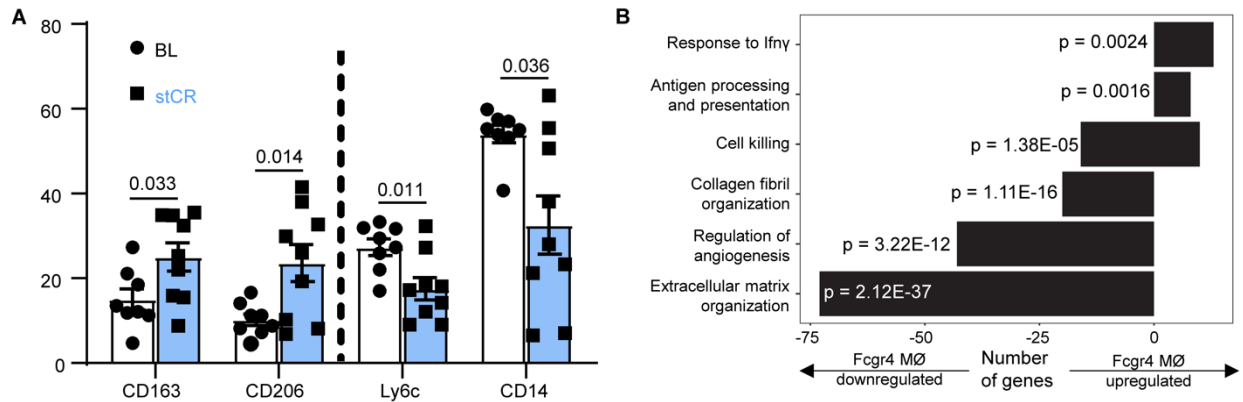 A
80
60
40
20
0
BL
stCR
0.033
0.014
0.011
0.036
CD163
CD206
Ly6c
CD14
B
Response to Ifnγ
p = 0.0024
Antigen processing
and presentation
p = 0.0016
Cell killing
p = 1.38E-05
Collagen fibril
organization
p = 1.11E-16
Regulation of
angiogenesis
p = 3.22E-12
Extracellular matrix
organization
p = 2.12E-37
-75
-50
-25
0
Fcgr4 MØ
downregulated
Number
of genes
Fcgr4 MØ
upregulated